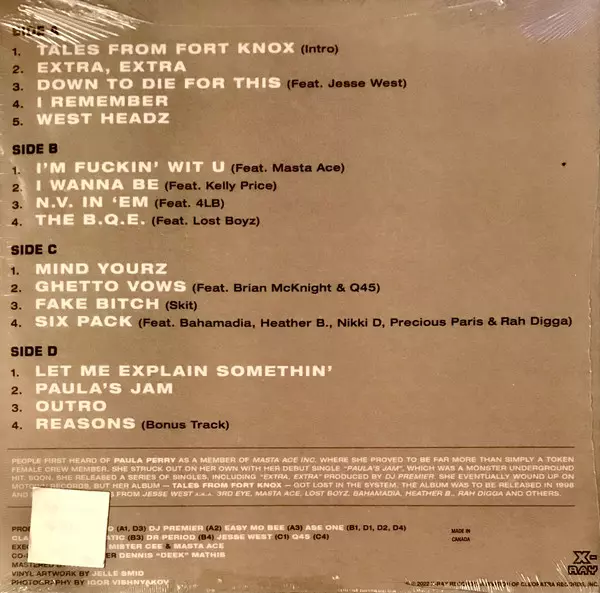 SIDE A
1. TALES FROM FORT KNOX (Intro)
2. EXTRA, EXTRA
3. DOWN TO DIE FOR THIS (Feat. Jesse West)
4. I REMEMBER
5. WEST HEADZ
SIDE B
1. I'M FUCKIN' WIT U (Feat. Masta Ace)
2. I WANNA BE (Feat. Kelly Price)
3. N.V. IN 'EM (Feat. 4LB)
4. THE B.Q.E. (Feat. Lost Boyz)
SIDE C
1. MIND YOURZ
2. GHETTO VOWS (Feat. Brian McKnight & Q45)
3. FAKE BITCH (Skit)
4. SIX PACK (Feat. Bahamadia, Heather B., Nikki D, Precious Paris & Rah Digga)
SIDE D
1. LET ME EXPLAIN SOMETHIN'
2. PAULA'S JAM
3. OUTRO
4. REASONS (Bonus Track)
PEOPLE FIRST HEARD OF PAULA PERRY AS A MEMBER OF MASTA ACE INC. WHERE SHE PROVED TO BE FAR MORE THAN SIMPLY A TOKEN
FEMALE CREW MEMBER. SHE STRUCK OUT ON HER OWN WITH HER DEBUT SINGLE "PAULA'S JAM", WHICH WAS A MONSTER UNDERGROUND
HIT. SOON, SHE RELEASED A SERIES OF SINGLES, INCLUDING "EXTRA, EXTRA" PRODUCED BY DJ PREMIER. SHE EVENTUALLY WOUND UP ON
RECORDS, BUT HER ALBUM – TALES FROM FORT KNOX – GOT LOST IN THE SYSTEM. THE ALBUM WAS TO BE RELEASED IN 1998
AND FROM JESSE WEST a.k.a. 3RD EYE, MASTA ACE, LOST BOYZ, BAHAMADIA, HEATHER B., RAH DIGGA AND OTHERS.
(A1, D3) DJ PREMIER (A2) EASY MO BEE (A3) ASE ONE (B1, D1, D2, D4)
(B3) DR PERIOD (B4) JESSE WEST (C1) Q45 (C4)
MISTER CEE & MASTA ACE
DENNIS "DEEK" MATHIS
MASTERED
VINYL ARTWORK BY JELLE SMID
PHOTOGRAPHY BY IGOR VISHNYAKOV
MADE IN
CANADA
X-
RAY
OF CLEOPATRA RECORDS, INC.